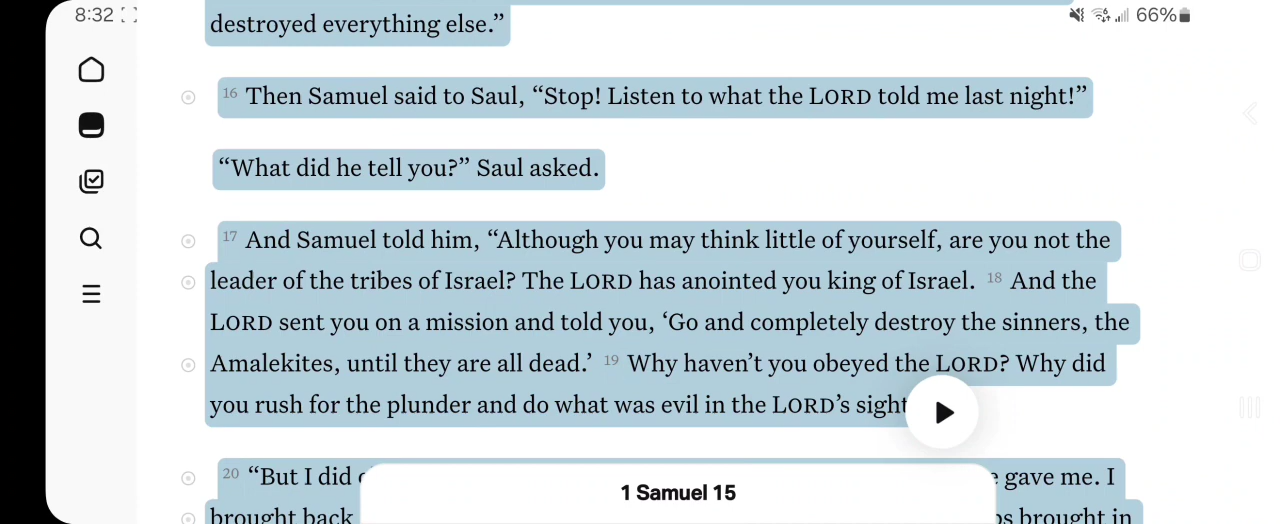 8:32
66%
destroyed everything else.”
16 Then Samuel said to Saul, “Stop! Listen to what the LORD told me last night!”
“What did he tell you?” Saul asked.
17 And Samuel told him, “Although you may think little of yourself, are you not the
leader of the tribes of Israel? The LORD has anointed you king of Israel. 18 And the
LORD sent you on a mission and told you, ‘Go and completely destroy the sinners, the
Amalekites, until they are all dead.’ 19 Why haven’t you obeyed the LORD? Why did
you rush for the plunder and do what was evil in the LORD’s sight
20 “But I did gave me. I
brought back brought in
1 Samuel 15